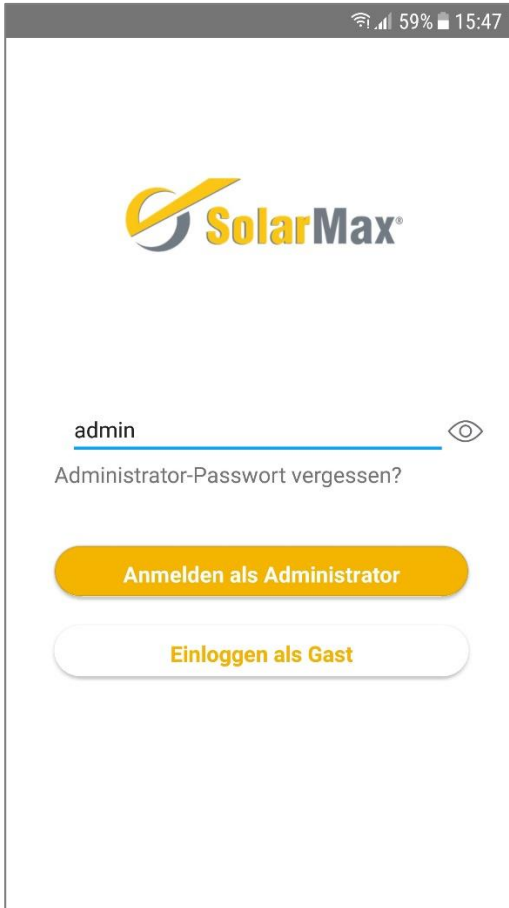 59% 15:47
SolarMax®
admin
Administrator-Passwort vergessen?
Anmelden als Administrator
Einloggen als Gast